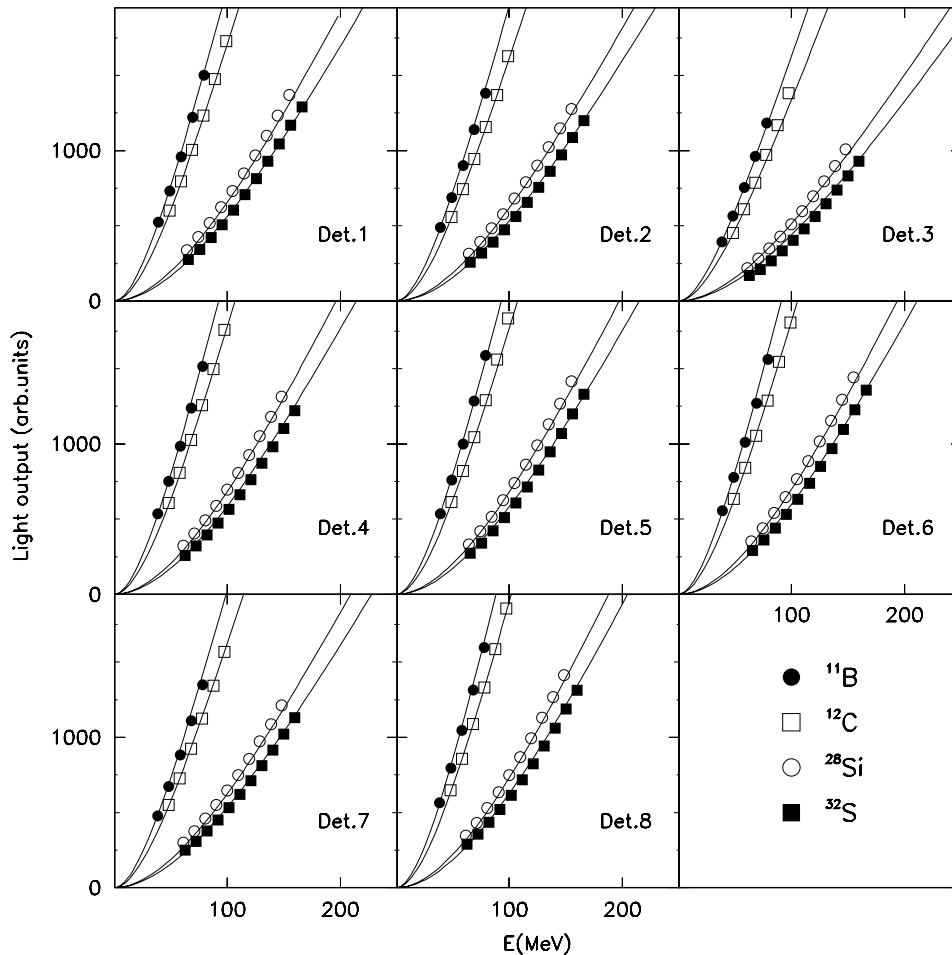 1000
0
Det.1
Det.2
Det.3
Light output (arb.units)
1000
0
Det.4
Det.5
Det.6
100
200
1000
0
Det.7
Det.8
¹¹B
¹²C
²⁸Si
³²S
100
200
100
200
E(MeV)